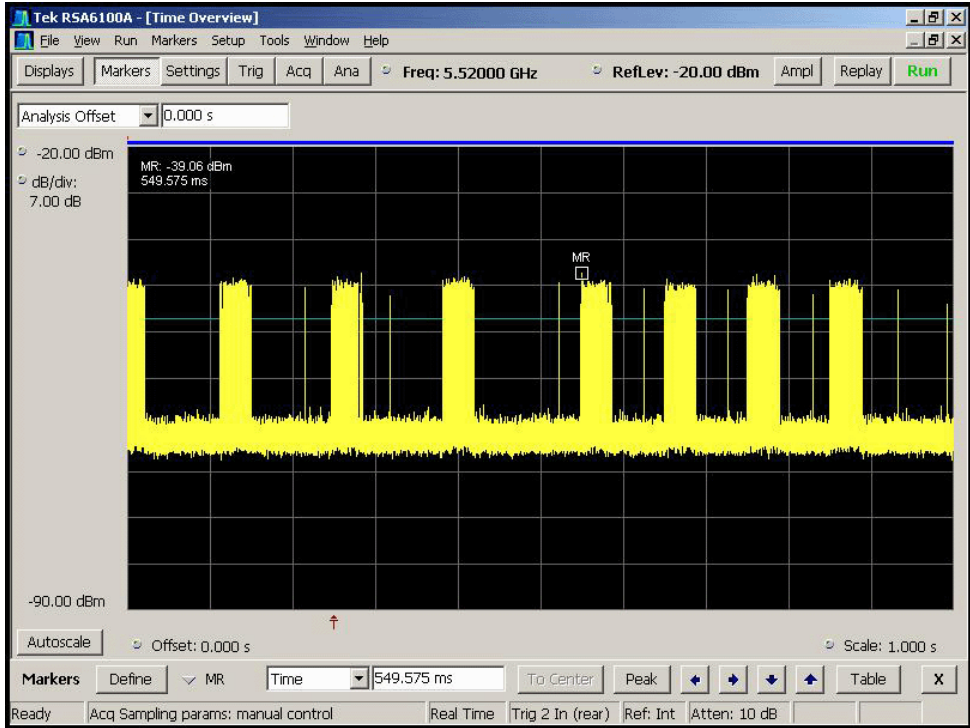 Tek RSA6100A - [Time Overview]
File View Run Markers Setup Tools Window Help
Displays Markers Settings Trig Acq Ana Freq: 5.52000 GHz RefLev: -20.00 dBm Ampl Replay Run
Analysis Offset 0.000 s
-20.00 dBm
MR: -39.06 dBm
549.575 ms
dB/div:
7.00 dB
MR
-90.00 dBm
Autoscale Offset: 0.000 s Scale: 1.000 s
Markers Define MR Time 549.575 ms To Center Peak Table X
Ready Acq Sampling params: manual control Real Time Trig 2 In (rear) Ref: Int Atten: 10 dB